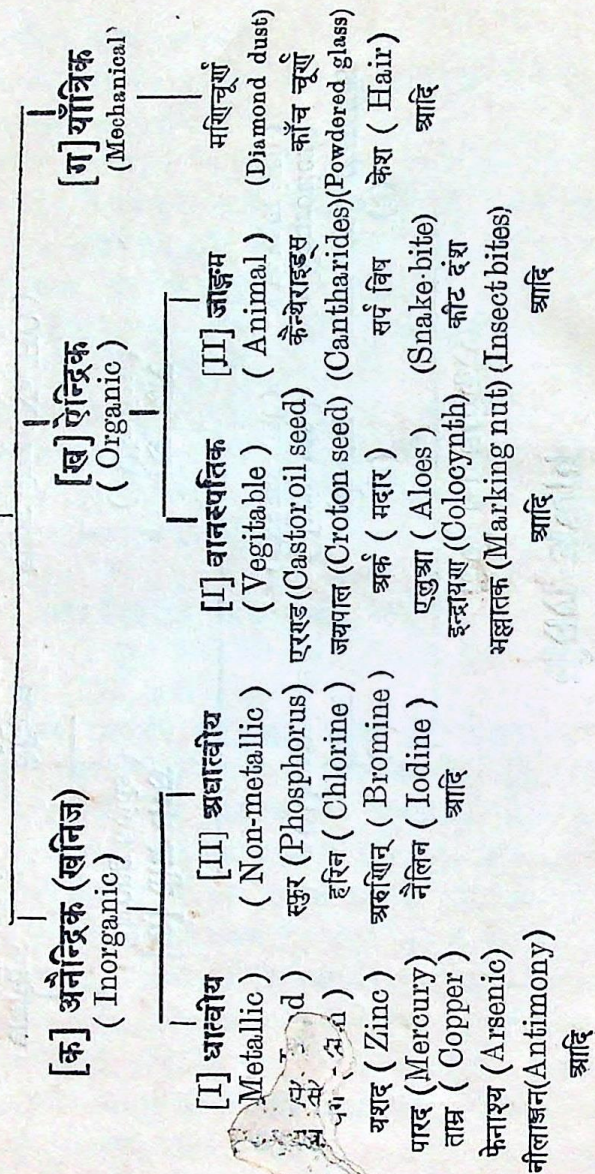 [क] अनैन्द्रिक (खनिज)
( Inorganic )
[I] धात्वीय
Metallic )
यशद ( Zinc )
पारद (Mercury)
ताम्र ( Copper )
फेनाश्य (Arsenic)
नीलाञ्जन(Antimony)
आदि
[II] अधात्वीय
( Non-metallic )
स्फुर (Phosphorus)
हरिन ( Chlorine )
अरुणिन् ( Bromine )
नैलिन ( Iodine )
आदि
[ख] ऐन्द्रिक
( Organic )
[I] वानस्पतिक
( Vegitable )
एरण्ड (Castor oil seed)
जयपाल (Croton seed)
अर्क ( मदार )
एलुआ ( Aloes )
इन्द्रायण (Colocynth)
भल्लातक (Marking nut)
आदि
[II] जाङ्गम
( Animal )
कैन्थेराइड्स
(Cantharides)
सर्प विष
(Snake-bite)
कीट दंश
(Insect bites)
आदि
[ग] याँत्रिक
(Mechanical)
मणिचूर्ण
(Diamond dust)
काँच चूर्ण
(Powdered glass)
केश ( Hair )
आदि